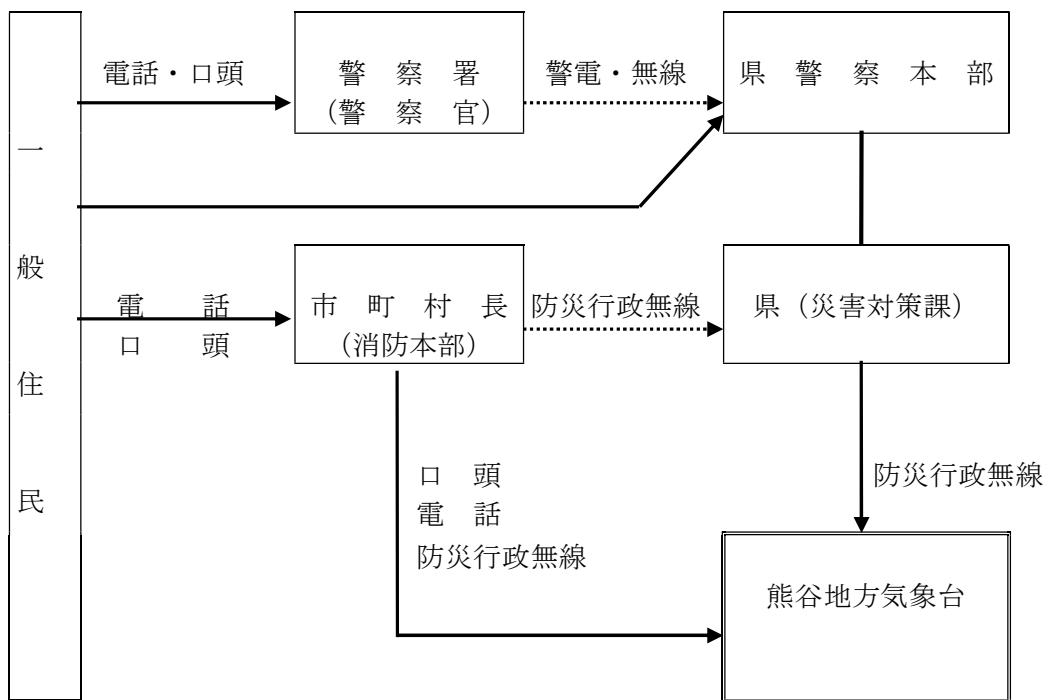 一般住民
電話・口頭
警察署
（警察官）
警電・無線
県警察本部
電話
口頭
市町村長
（消防本部）
防災行政無線
県（災害対策課）
口頭
電話
防災行政無線
防災行政無線
熊谷地方気象台